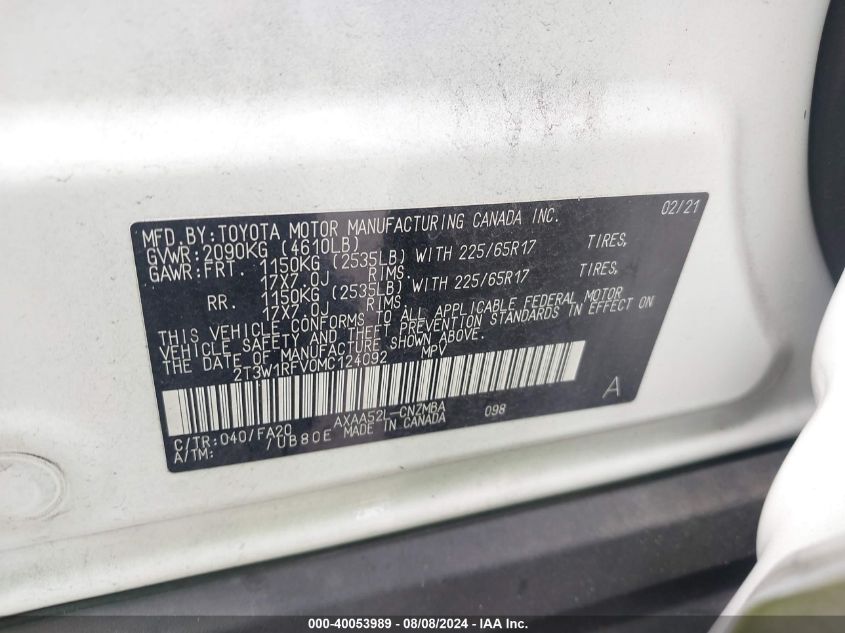 MFD.BY:TOYOTA MOTOR MANUFACTURING CANADA INC. 02/21
GVWR:2090KG (4610LB)
GAWR:FRT. 1150KG (2535LB) WITH 225/65R17 TIRES,
17X7.0J RIMS.
RR. 1150KG (2535LB) WITH 225/65R17 TIRES,
17X7.0J RIMS.
THIS VEHICLE CONFORMS TO ALL APPLICABLE FEDERAL MOTOR
VEHICLE SAFETY AND THEFT PREVENTION STANDARDS IN EFFECT ON
THE DATE OF MANUFACTURE SHOWN ABOVE.
2T3W1RFV0MC124092 MPV
A
C/TR:040/FA20 AXAA52L-CNZMBA 098
A/TM: /UB80E MADE IN CANADA
000-40053989 — 08/08/2024 — IAA Inc.